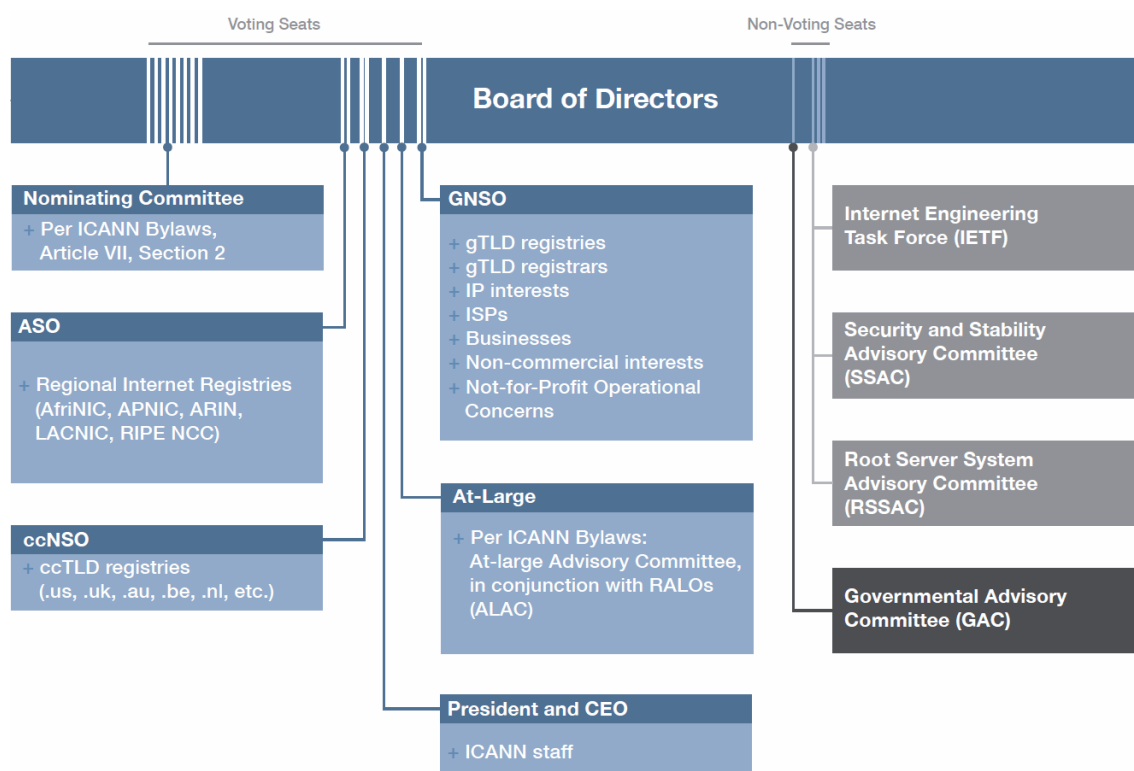 Voting Seats
Non-Voting Seats
Board of Directors
Nominating Committee
+ Per ICANN Bylaws,
Article VII, Section 2
ASO
+ Regional Internet Registries
(AfriNIC, APNIC, ARIN,
LACNIC, RIPE NCC)
ccNSO
+ ccTLD registries
(.us, .uk, .au, .be, .nl, etc.)
GNSO
+ gTLD registries
+ gTLD registrars
+ IP interests
+ ISPs
+ Businesses
+ Non-commercial interests
+ Not-for-Profit Operational
Concerns
At-Large
+ Per ICANN Bylaws:
At-large Advisory Committee,
in conjunction with RALOs
(ALAC)
President and CEO
+ ICANN staff
Internet Engineering
Task Force (IETF)
Security and Stability
Advisory Committee
(SSAC)
Root Server System
Advisory Committee
(RSSAC)
Governmental Advisory
Committee (GAC)